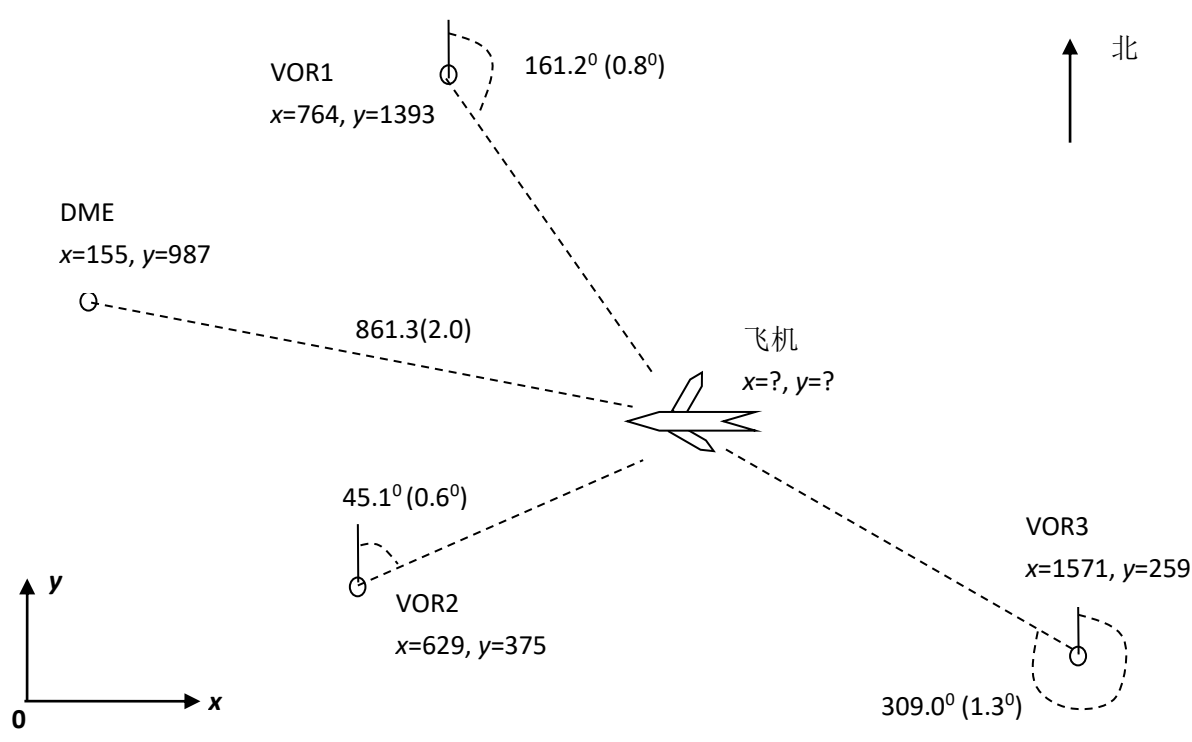 北
VOR1
161.2⁰ (0.8⁰)
x=764, y=1393
DME
x=155, y=987
861.3(2.0)
飞机
x=?, y=?
45.1⁰ (0.6⁰)
VOR3
x=1571, y=259
y
VOR2
x=629, y=375
x
0
309.0⁰ (1.3⁰)